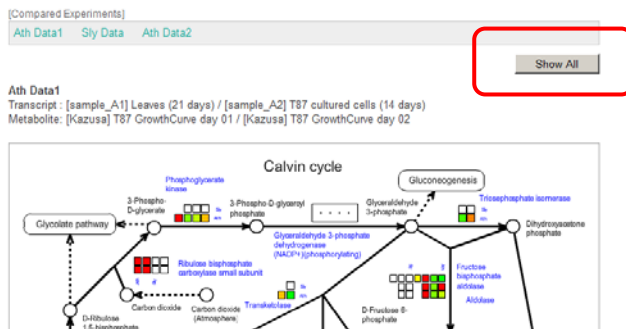 [Compared Experiments]
Ath Data1 Sly Data Ath Data2
Show All
Ath Data1
Transcript : [sample_A1] Leaves (21 days) / [sample_A2] T87 cultured cells (14 days)
Metabolite: [Kazusa] T87 GrowthCurve day 01 / [Kazusa] T87 GrowthCurve day 02
Calvin cycle
Phosphoglycerate
kinase
Gluconeogenesis
3-Phospho-
D-glycerate
3-Phospho-D-glyceroyl
phosphate
Glyceraldehyde
3-phosphate
Triosephosphate isomerase
Glycolate pathway
Dihydroxyacetone
phosphate
Glyceraldehyde 3-phosphate
dehydrogenase
(NADP+)(phosphorylating)
Ribulose bisphosphate
carboxylase small subunit
Fructose
bisphosphate
aldolase
Aldolase
Carbon dioxide
Carbon dioxide
(Atmosphere)
Transketolase
D-Fructose 6-
phosphate
D-Ribulose
1,5-bisphosphate